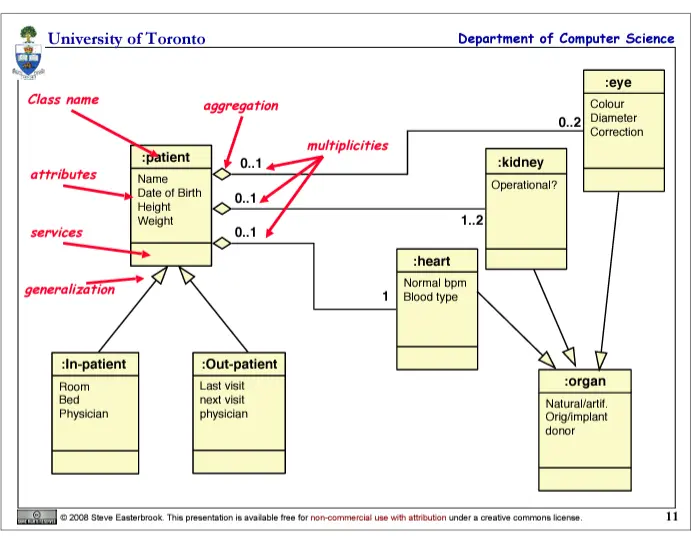 University of Toronto
Department of Computer Science
:eye
Colour
Diameter
Correction
Class name
aggregation
0..2
multiplicities
:patient
0..1
:kidney
attributes
Name
Date of Birth
Height
Weight
Operational?
0..1
1..2
services
0..1
:heart
Normal bpm
Blood type
generalization
1
:In-patient
Room
Bed
Physician
:Out-patient
Last visit
next visit
physician
:organ
Natural/artif.
Orig/implant
donor
© 2008 Steve Easterbrook. This presentation is available free for non-commercial use with attribution under a creative commons license.
11